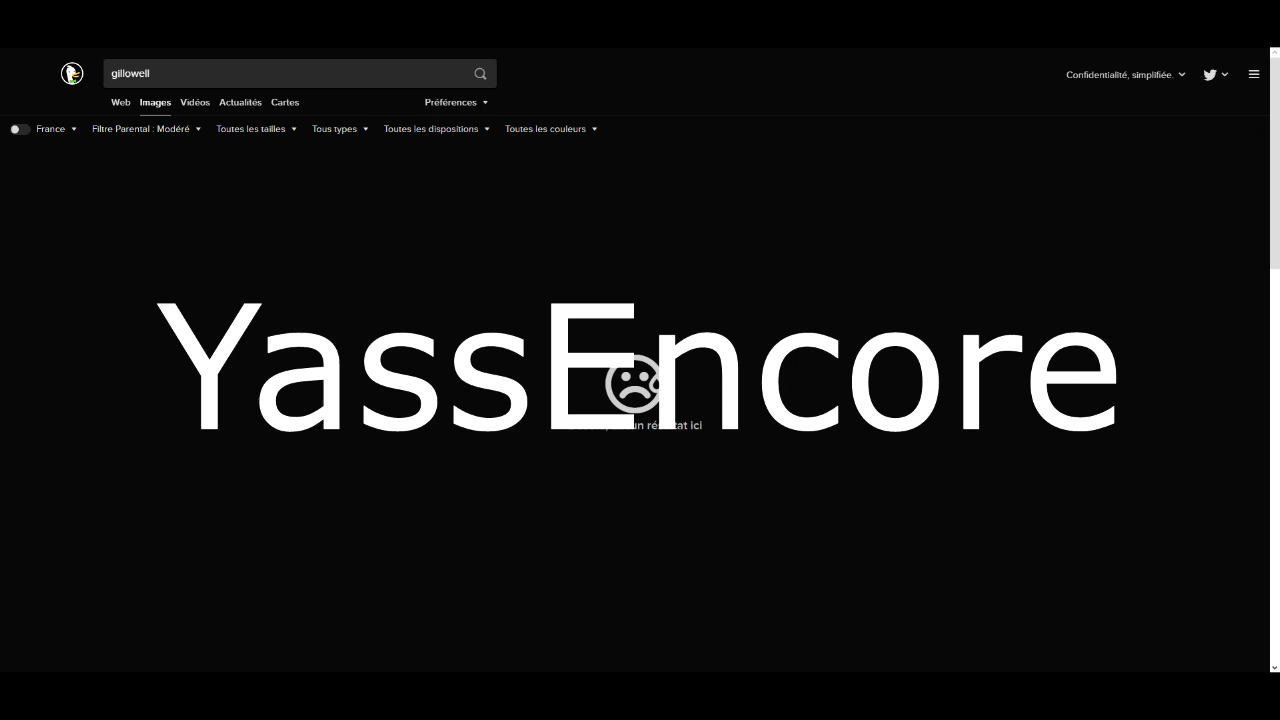 gillowell
Confidentialité, simplifiée.
Web Images Vidéos Actualités Cartes Préférences
France Filtre Parental : Modéré Toutes les tailles Tous types Toutes les dispositions Toutes les couleurs
YassEncore
ici